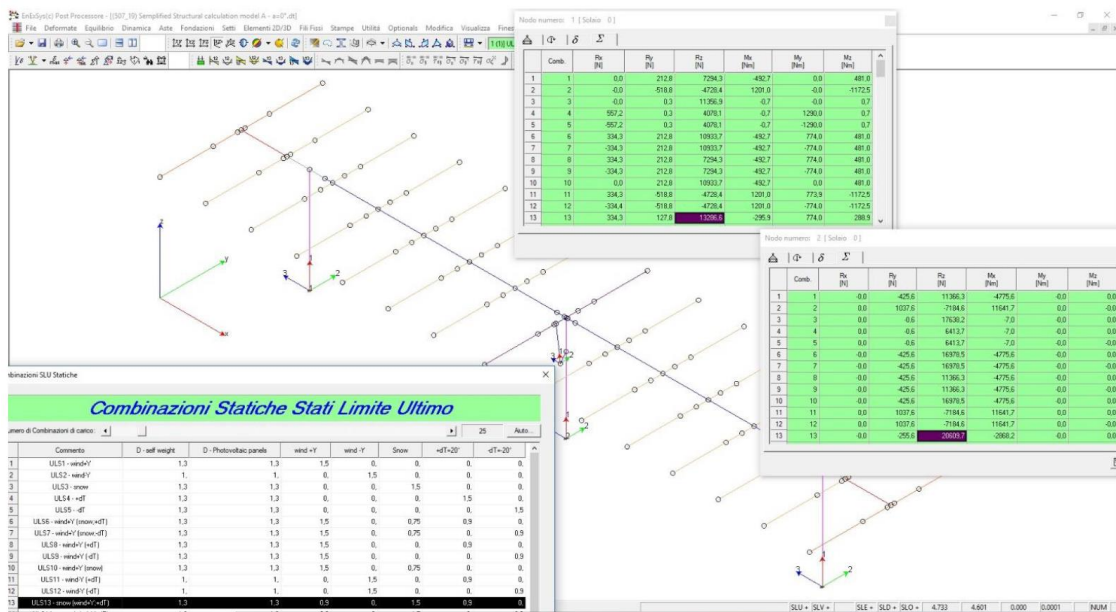 EnExSys(c) Post Processore - [(507_19) Semplified Structural calculation model A - a=0°.dt]
File Deformate Equilibrio Dinamica Aste Fondazioni Setti Elementi 2D/3D Fili Fissi Stampe Utility Optionals Modifica Visualizza
z
y
x
3
1
2
1
2
1
3
1
2
Nodo numero: 1 [ Solaio 0 ]
δ Σ
Comb. Rx [N] Ry [N] Rz [N] Mx [Nm] My [Nm] Mz [Nm]
1 1 0,0 212,8 7294,3 -492,7 0,0 481,0
2 2 -0,0 -518,8 -4728,4 1201,0 -0,0 -1172,5
3 3 -0,0 0,3 11356,9 -0,7 -0,0 0,7
4 4 557,2 0,3 4078,1 -0,7 1290,0 0,7
5 5 -557,2 0,3 4078,1 -0,7 -1290,0 0,7
6 6 334,3 212,8 10933,7 -492,7 774,0 481,0
7 7 -334,3 212,8 10933,7 -492,7 -774,0 481,0
8 8 334,3 212,8 7294,3 -492,7 774,0 481,0
9 9 -334,3 212,8 7294,3 -492,7 -774,0 481,0
10 10 0,0 212,8 10933,7 -492,7 0,0 481,0
11 11 334,3 -518,8 -4728,4 1201,0 773,9 -1172,5
12 12 -334,4 -518,8 -4728,4 1201,0 -774,0 -1172,5
13 13 334,3 127,8 13286,6 -295,9 774,0 288,9
Nodo numero: 2 [ Solaio 0 ]
δ Σ
Comb. Rx [N] Ry [N] Rz [N] Mx [Nm] My [Nm] Mz [Nm]
1 1 -0,0 -425,6 11366,3 -4775,6 -0,0 0,0
2 2 0,0 1037,6 -7184,6 11641,7 -0,0 -0,0
3 3 0,0 -0,6 17638,2 -7,0 -0,0
4 4 0,0 -0,6 6413,7 -7,0 -0,0
5 5 0,0 -0,6 6413,7 -7,0 -0,0
6 6 0,0 -425,6 16978,5 -4775,6 -0,0
7 7 -0,0 -425,6 16978,5 -4775,6 -0,0
8 8 0,0 -425,6 11366,3 -4775,6 -0,0
9 9 0,0 -425,6 11366,3 -4775,6 -0,0
10 10 -0,0 -425,6 16978,5 -4775,6 -0,0
11 11 0,0 1037,6 -7184,6 11641,7 -0,0
12 12 0,0 1037,6 -7184,6 11641,7 -0,0
13 13 -0,0 -255,6 20609,7 -2868,2 -0,0
mbinazioni SLU Statiche
Combinazioni Statiche Stati Limite Ultimo
umero di Combinazioni di carico: 25 Auto...
Commento D - self weight D - Photovoltaic panels wind +Y wind -Y Snow +dT=20° -dT=20°
1 ULS1 - wind+Y 1,3 1,3 1,5 0, 0, 0, 0,
2 ULS2 - wind-Y 1, 1, 0, 1,5 0, 0, 0,
3 ULS3 - snow 1,3 1,3 0, 0, 1,5 0, 0,
4 ULS4 - +dT 1,3 1,3 0, 0, 0, 1,5 0,
5 ULS5 - -dT 1,3 1,3 0, 0, 0, 0, 1,5
6 ULS6 - wind+Y (snow;+dT) 1,3 1,3 1,5 0, 0,75 0,9 0,
7 ULS7 - wind+Y (snow;-dT) 1,3 1,3 1,5 0, 0,75 0, 0,9
8 ULS8 - wind+Y (+dT) 1,3 1,3 1,5 0, 0, 0,9 0,
9 ULS9 - wind+Y (-dT) 1,3 1,3 1,5 0, 0, 0, 0,9
10 ULS10 - wind+Y (snow) 1,3 1,3 1,5 0, 0,75 0, 0,
11 ULS11 - wind-Y (+dT) 1, 1, 0, 1,5 0, 0,9 0,
12 ULS12 - wind-Y (-dT) 1, 1, 0, 1,5 0, 0, 0,9
13 ULS13 - snow (wind+Y;+dT) 1,3 1,3 0,9 0, 1,5 0,9 0,
SLU + SLV + SLE + SLD + SLO + 4.733 4.601 0.000 0.0001 NUM